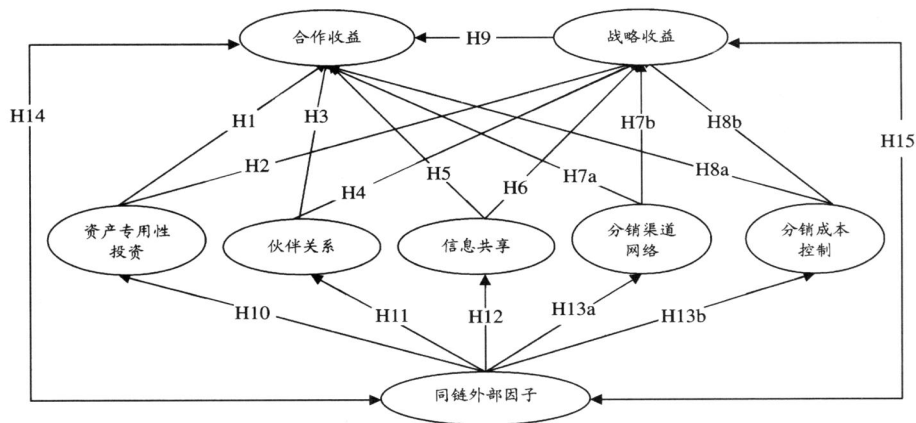 合作收益
H9
战略收益
H14
H1
H3
H7b
H8b
H15
H2
H4
H5
H6
H7a
H8a
资产专用性
投资
伙伴关系
信息共享
分销渠道
网络
分销成本
控制
H10
H11
H12
H13a
H13b
同链外部因子